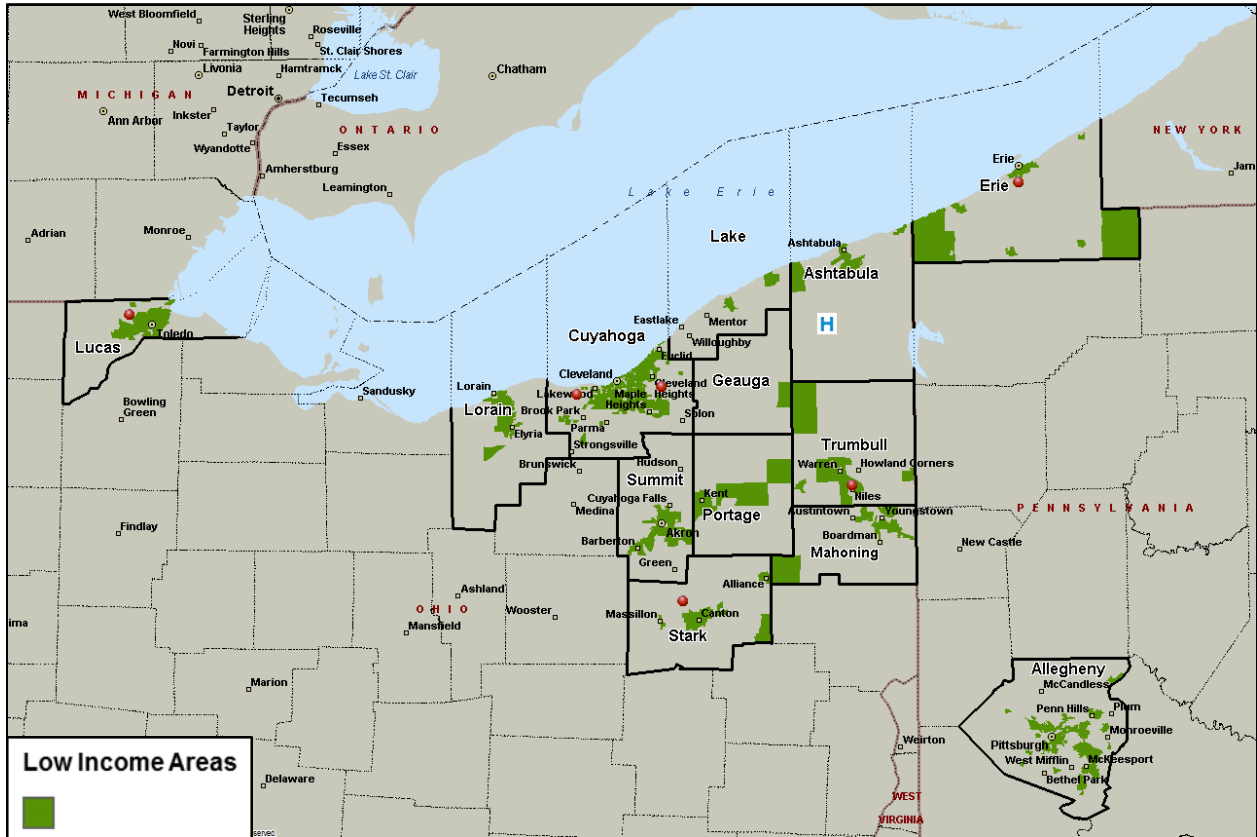 West Bloomfield
Sterling
Heights
Roseville
Novi
Farmington Hills
St. Clair Shores
Livonia
Hamtramck
Lake St. Clair
Chatham
MICHIGAN
Detroit
Tecumseh
Ann Arbor
Inkster
ONTARIO
NEW YORK
Taylor
Wyandotte
Essex
Amherstburg
Leamington
Erie
Jam
Erie
Lake Erie
Adrian
Monroe
Lake
Ashtabula
Ashtabula
Toledo
Lucas
Eastlake
Mentor
H
Cuyahoga
Willoughby
Euclid
Geauga
Cleveland
Cleveland
Heights
Lakewood
Maple
Heights
Sandusky
Lorain
Lorain
Brook Park
Solon
Bowling
Green
Parma
Elyria
Strongsville
Trumbull
Brunswick
Hudson
Warren
Howland Corners
Summit
Medina
Cuyahoga Falls
Kent
Niles
Portage
PENNSYLVANIA
Austintown
Youngstown
Findlay
Akron
Boardman
Barberton
Mahoning
New Castle
Green
Alliance
Ashland
OHIO
Wooster
Massillon
Canton
ima
Mansfield
Stark
Allegheny
McCandless
Marion
Penn Hills
Plum
Pittsburgh
Monroeville
Weirton
West Mifflin
McKeesport
Bethel Park
Low Income Areas
Delaware
WEST
VIRGINIA
served